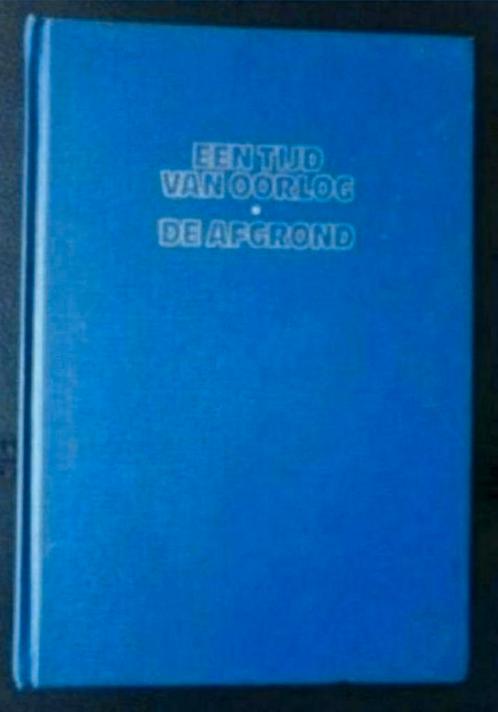 EEN TIJD
VAN OORLOG
•
DE AFGROND